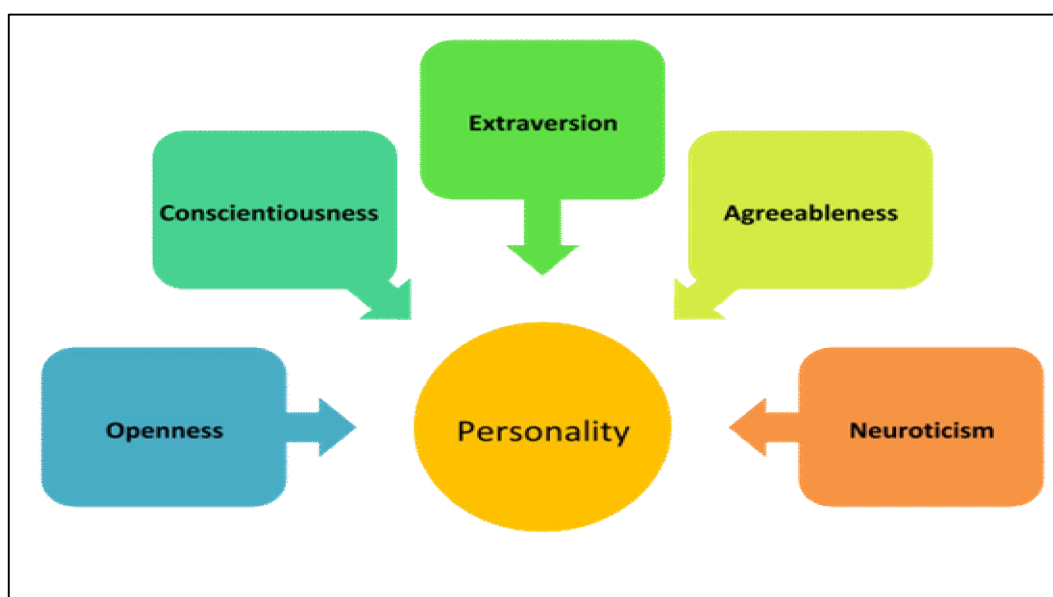 Extraversion
Conscientiousness
Agreeableness
Openness
Personality
Neuroticism